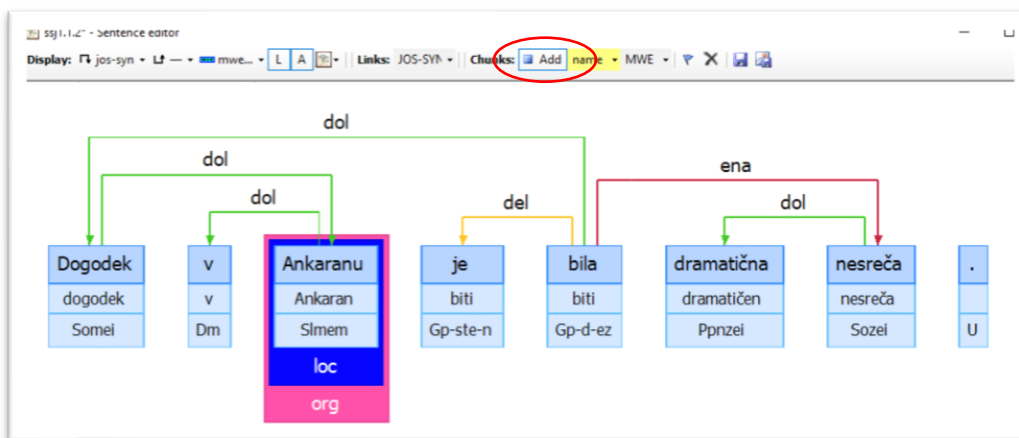 ssj1.1.2* - Sentence editor
Display: jos-syn mwe... L A Links: JOS-SYN Chunks: Add name MWE
dol
dol ena
dol del dol
Dogodek v Ankaranu je bila dramatična nesreča .
dogodek v Ankaran biti biti dramatičen nesreča
Somei Dm Slmem Gp-ste-n Gp-d-ez Ppnzei Sozei U
loc
org